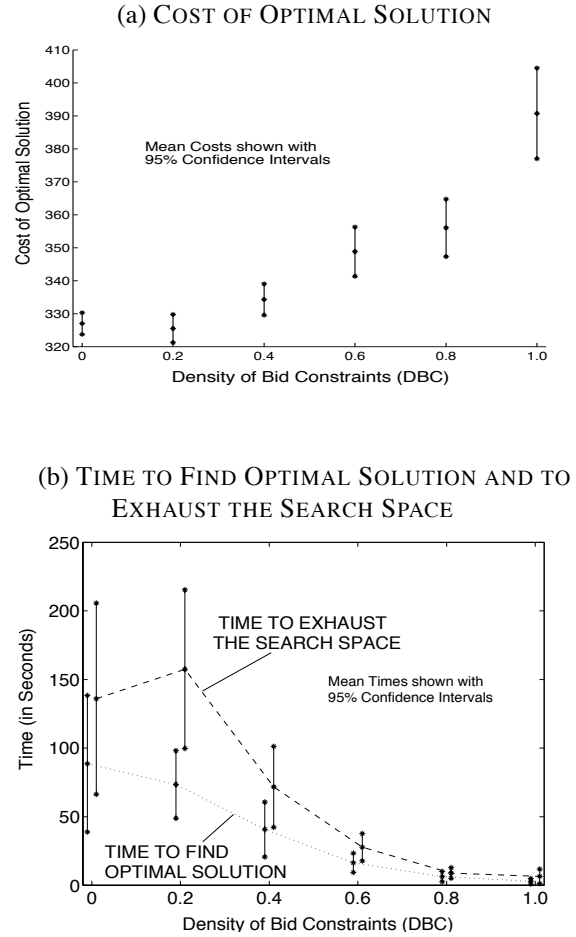 (a) COST OF OPTIMAL SOLUTION
410
400
390
380
370
360
350
340
330
320
Cost of Optimal Solution
Mean Costs shown with
95% Confidence Intervals
0 0.2 0.4 0.6 0.8 1.0
Density of Bid Constraints (DBC)
(b) TIME TO FIND OPTIMAL SOLUTION AND TO
EXHAUST THE SEARCH SPACE
250
200
150
100
50
0
Time (in Seconds)
TIME TO EXHAUST
THE SEARCH SPACE
Mean Times shown with
95% Confidence Intervals
TIME TO FIND
OPTIMAL SOLUTION
0 0.2 0.4 0.6 0.8 1.0
Density of Bid Constraints (DBC)